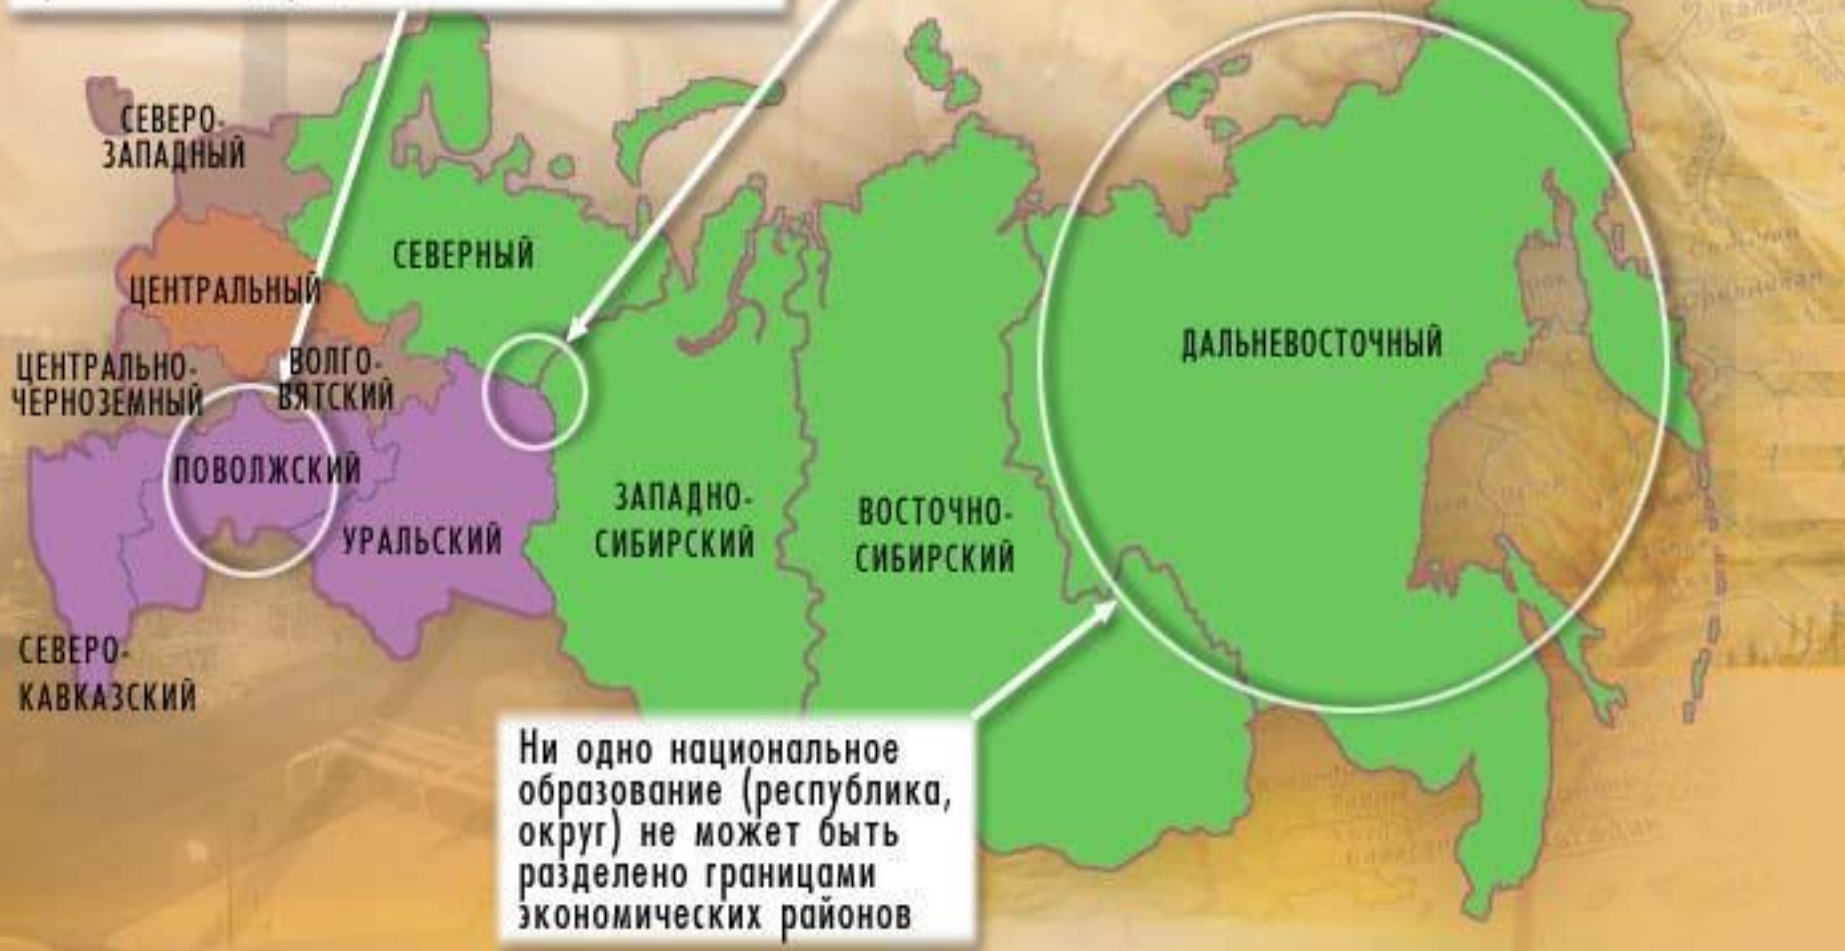 СЕВЕРО-
ЗАПАДНЫЙ
СЕВЕРНЫЙ
ЦЕНТРАЛЬНЫЙ
ДАЛЬНЕВОСТОЧНЫЙ
ЦЕНТРАЛЬНО-
ЧЕРНОЗЕМНЫЙ
ВОЛГО-
ВЯТСКИЙ
ПОВОЛЖСКИЙ
УРАЛЬСКИЙ
ЗАПАДНО-
СИБИРСКИЙ
ВОСТОЧНО-
СИБИРСКИЙ
СЕВЕРО-
КАВКАЗСКИЙ
Ни одно национальное
образование (республика,
округ) не может быть
разделено границами
экономических районов